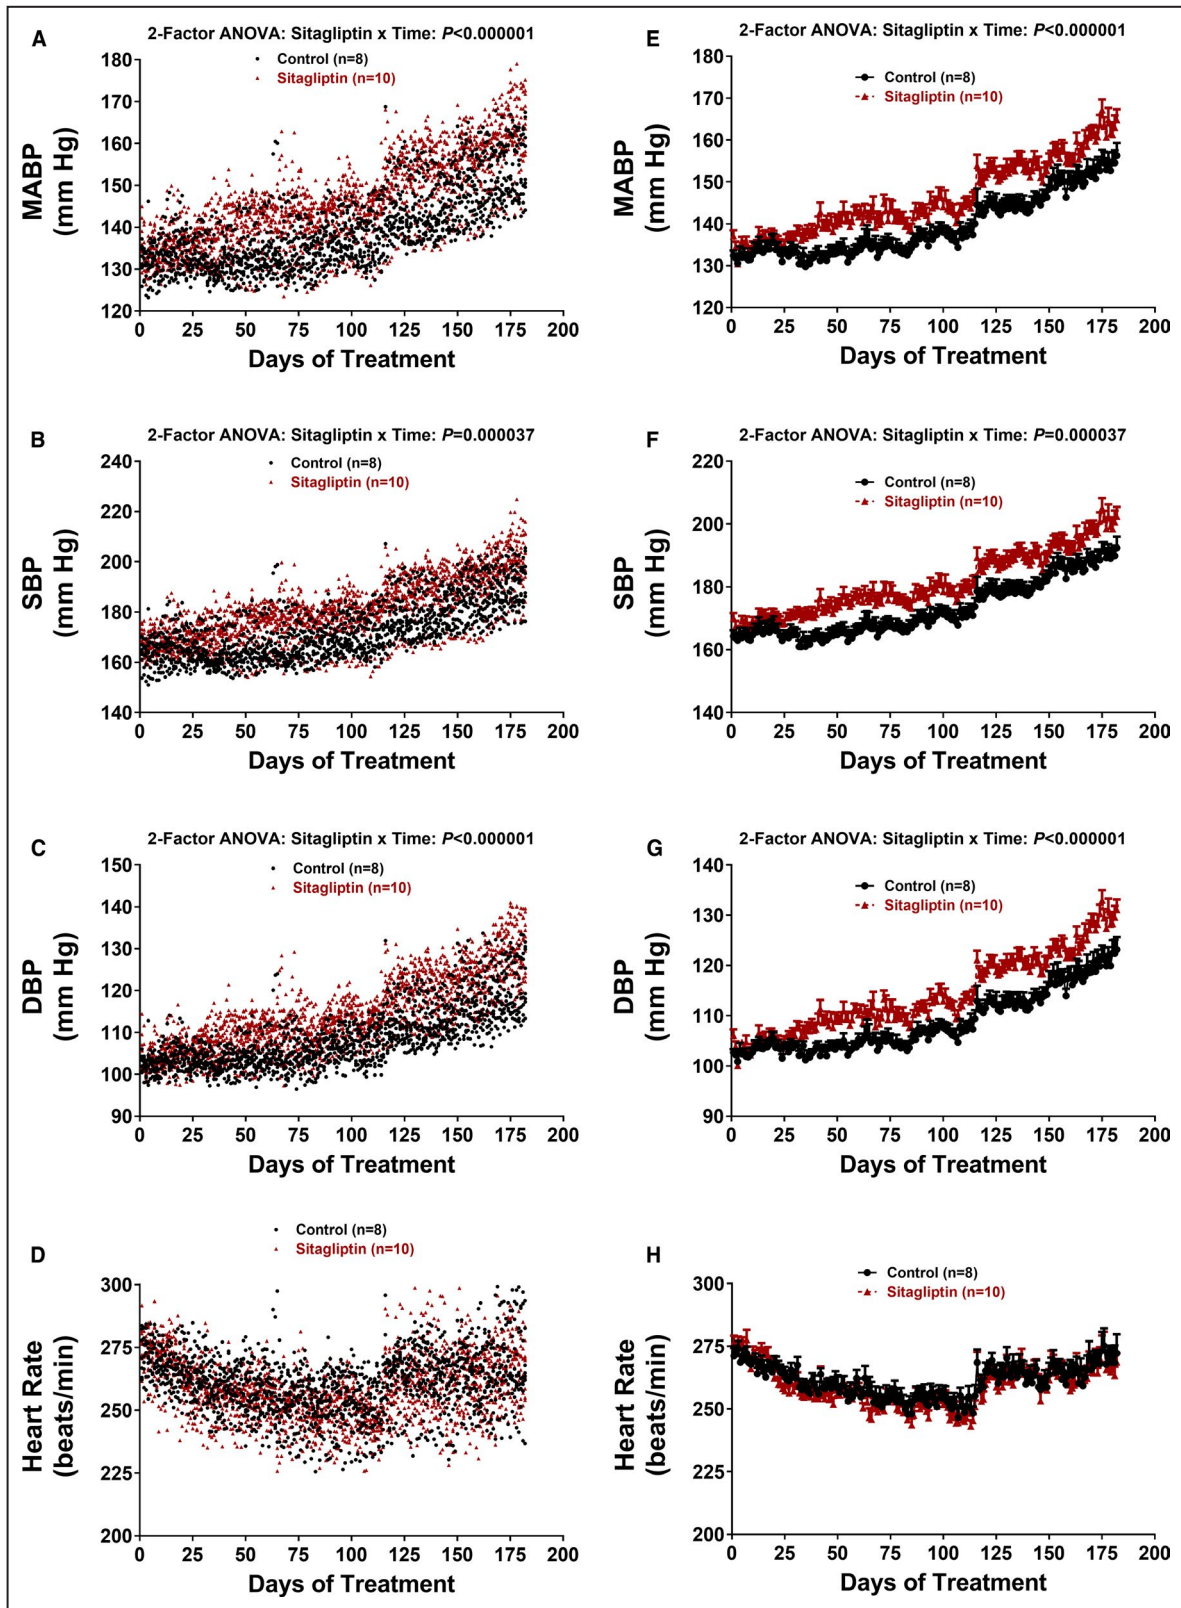 A
2-Factor ANOVA: Sitagliptin x Time: P<0.000001
Control (n=8)
Sitagliptin (n=10)
MABP
(mm Hg)
180
170
160
150
140
130
120
0 25 50 75 100 125 150 175 200
Days of Treatment
E
2-Factor ANOVA: Sitagliptin x Time: P<0.000001
Control (n=8)
Sitagliptin (n=10)
MABP
(mm Hg)
180
170
160
150
140
130
120
0 25 50 75 100 125 150 175 200
Days of Treatment
B
2-Factor ANOVA: Sitagliptin x Time: P=0.000037
Control (n=8)
Sitagliptin (n=10)
SBP
(mm Hg)
240
220
200
180
160
140
0 25 50 75 100 125 150 175 200
Days of Treatment
F
2-Factor ANOVA: Sitagliptin x Time: P=0.000037
Control (n=8)
Sitagliptin (n=10)
SBP
(mm Hg)
220
200
180
160
140
0 25 50 75 100 125 150 175 200
Days of Treatment
C
2-Factor ANOVA: Sitagliptin x Time: P<0.000001
Control (n=8)
Sitagliptin (n=10)
DBP
(mm Hg)
150
140
130
120
110
100
90
0 25 50 75 100 125 150 175 200
Days of Treatment
G
2-Factor ANOVA: Sitagliptin x Time: P<0.000001
Control (n=8)
Sitagliptin (n=10)
DBP
(mm Hg)
140
130
120
110
100
90
0 25 50 75 100 125 150 175 200
Days of Treatment
D
Control (n=8)
Sitagliptin (n=10)
Heart Rate
(beats/min)
300
275
250
225
200
0 25 50 75 100 125 150 175 200
Days of Treatment
H
Control (n=8)
Sitagliptin (n=10)
Heart Rate
(beats/min)
300
275
250
225
200
0 25 50 75 100 125 150 175 200
Days of Treatment